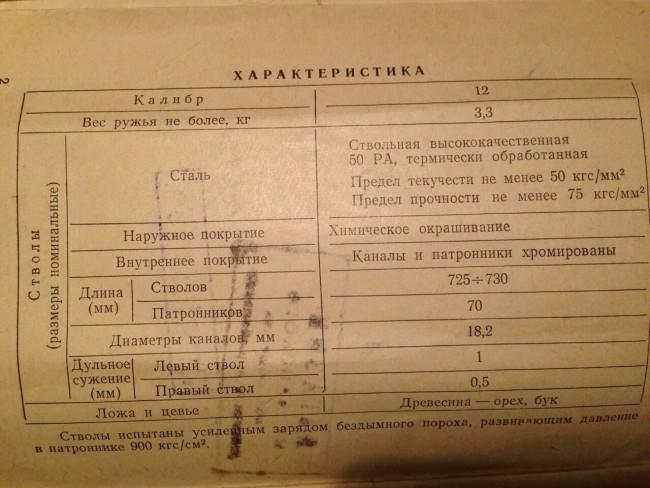 2
ХАРАКТЕРИСТИКА
Калибр 12
Вес ружья не более, кг 3,3
Стволы
(размеры номинальные)
Сталь
Ствольная высококачественная
50 РА, термически обработанная
Предел текучести не менее 50 кгс/мм²
Предел прочности не менее 75 кгс/мм²
Наружное покрытие Химическое окрашивание
Внутреннее покрытие Каналы и патронники хромированы
Длина
(мм)
Стволов 725÷730
Патронников 70
Диаметры каналов, мм 18,2
Дульное
сужение
(мм)
Левый ствол 1
Правый ствол 0,5
Ложа и цевье Древесина — орех, бук
Стволы испытаны усиленным зарядом бездымного пороха, развивающим давление
в патроннике 900 кгс/см².